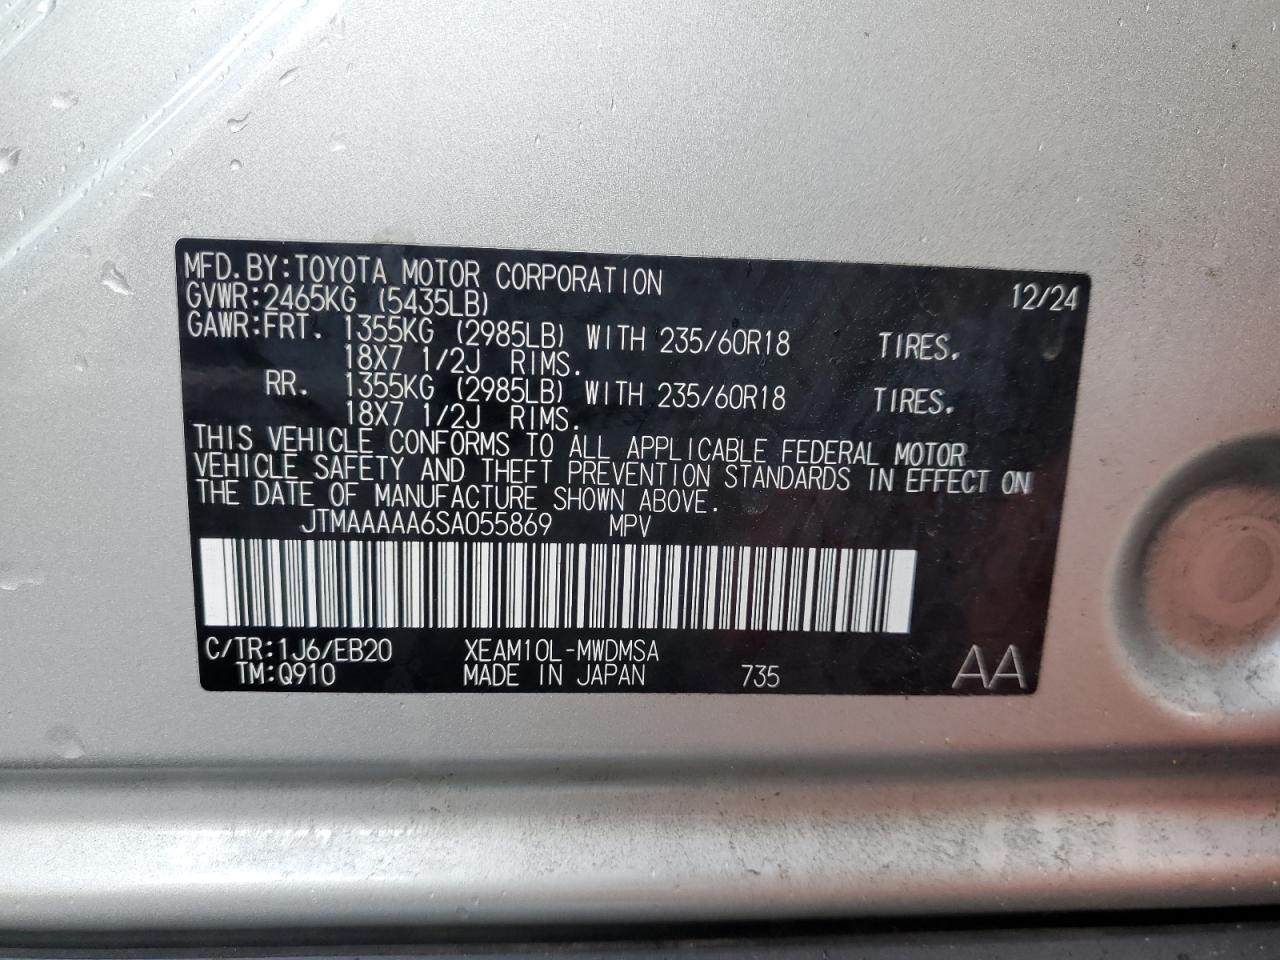 MFD.BY:TOYOTA MOTOR CORPORATION 12/24
GVWR:2465KG (5435LB)
GAWR:FRT. 1355KG (2985LB) WITH 235/60R18 TIRES.
18X7 1/2J RIMS.
RR. 1355KG (2985LB) WITH 235/60R18 TIRES.
18X7 1/2J RIMS.
THIS VEHICLE CONFORMS TO ALL APPLICABLE FEDERAL MOTOR
VEHICLE SAFETY AND THEFT PREVENTION STANDARDS IN EFFECT ON
THE DATE OF MANUFACTURE SHOWN ABOVE.
JTMAAAAA6SA055869 MPV
C/TR:1J6/EB20 XEAM10L-MWDMSA
TM:Q910 MADE IN JAPAN 735 AA